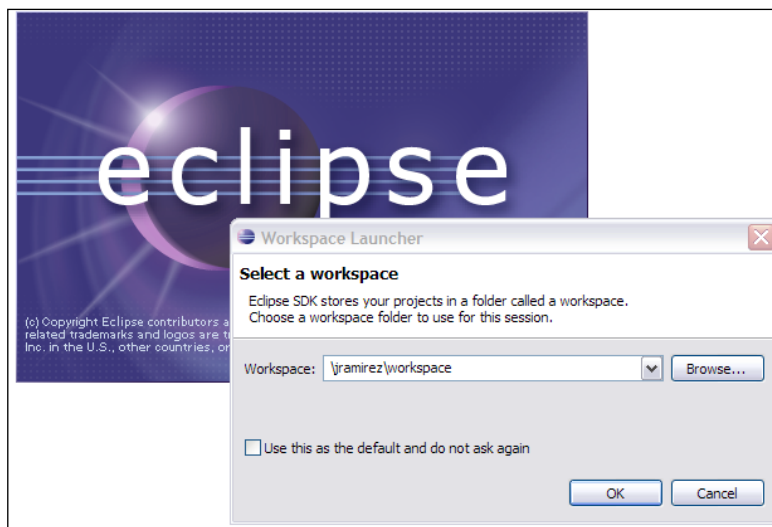 eclipse
(c) Copyright Eclipse contributors a
related trademarks and logos are t
Inc. in the U.S., other countries, or
Workspace Launcher
Select a workspace
Eclipse SDK stores your projects in a folder called a workspace.
Choose a workspace folder to use for this session.
Workspace: \jramirez\workspace Browse...
Use this as the default and do not ask again
OK Cancel